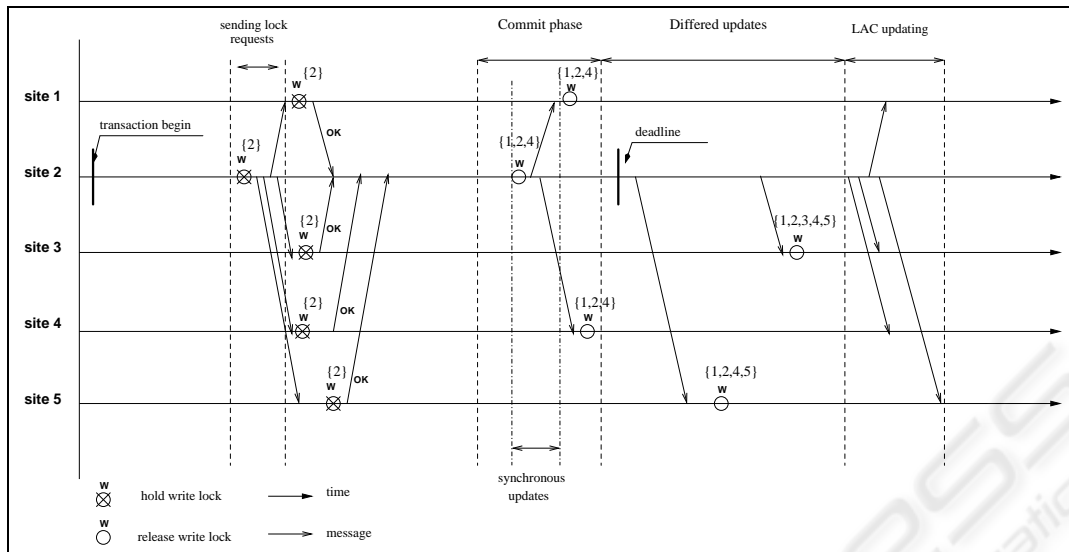 sending lock
requests
Commit phase
Differed updates
LAC updating
{2}
w
{1,2,4}
w
site 1
transaction begin
OK
{2}
w
{1,2,4}
w
deadline
site 2
{2}
w
OK
{1,2,3,4,5}
w
site 3
{2}
w
OK
{1,2,4}
w
site 4
{2}
w
OK
{1,2,4,5}
w
site 5
synchronous
updates
w
hold write lock
time
w
release write lock
message